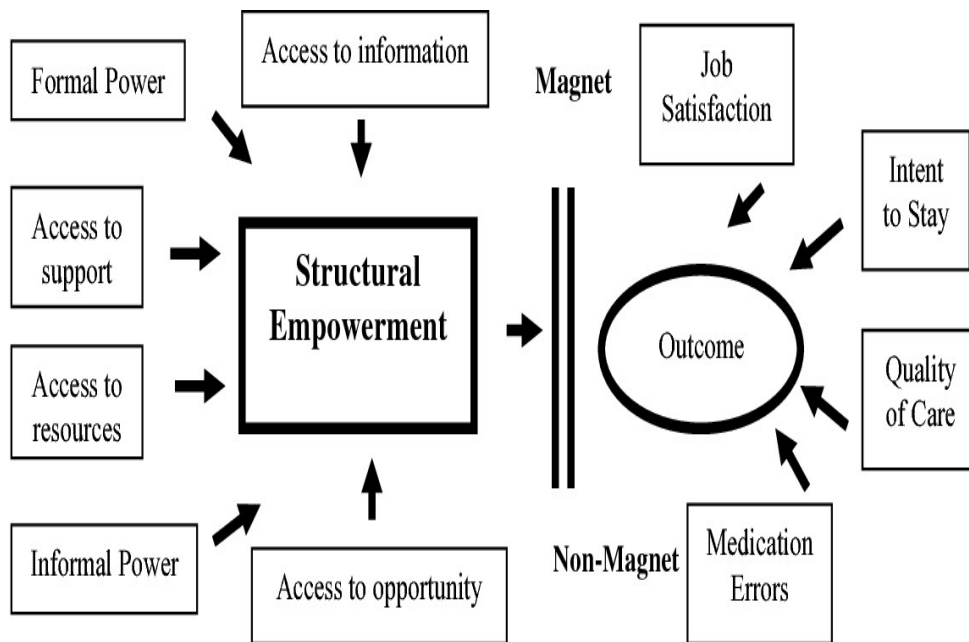 Formal Power
Access to information
Magnet
Job
Satisfaction
Intent
to Stay
Access to
support
Structural
Empowerment
Outcome
Access to
resources
Quality
of Care
Informal Power
Access to opportunity
Non-Magnet
Medication
Errors